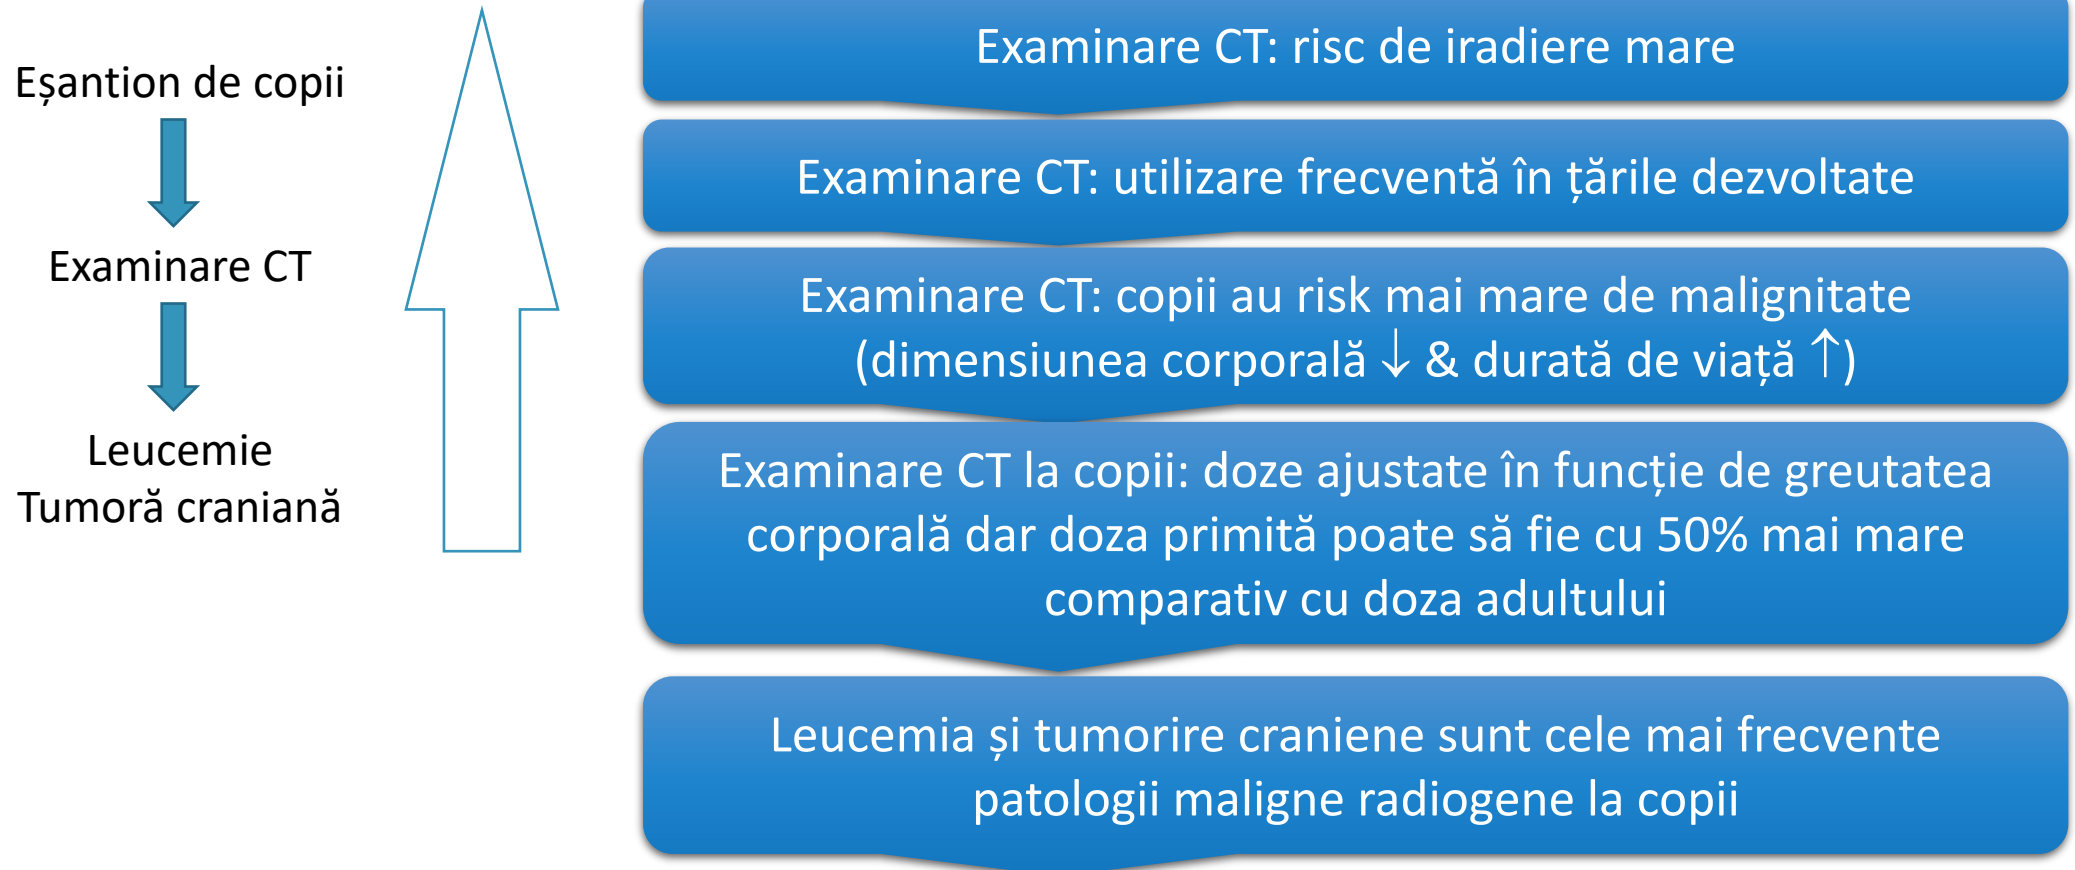 Eșantion de copii
Examinare CT
Leucemie
Tumoră craniană
Examinare CT: risc de iradiere mare
Examinare CT: utilizare frecventă în țările dezvoltate
Examinare CT: copii au risk mai mare de malignitate
(dimensiunea corporală ↓ & durată de viață ↑)
Examinare CT la copii: doze ajustate în funcție de greutatea
corporală dar doza primită poate să fie cu 50% mai mare
comparativ cu doza adultului
Leucemia și tumorire craniene sunt cele mai frecvente
patologii maligne radiogene la copii